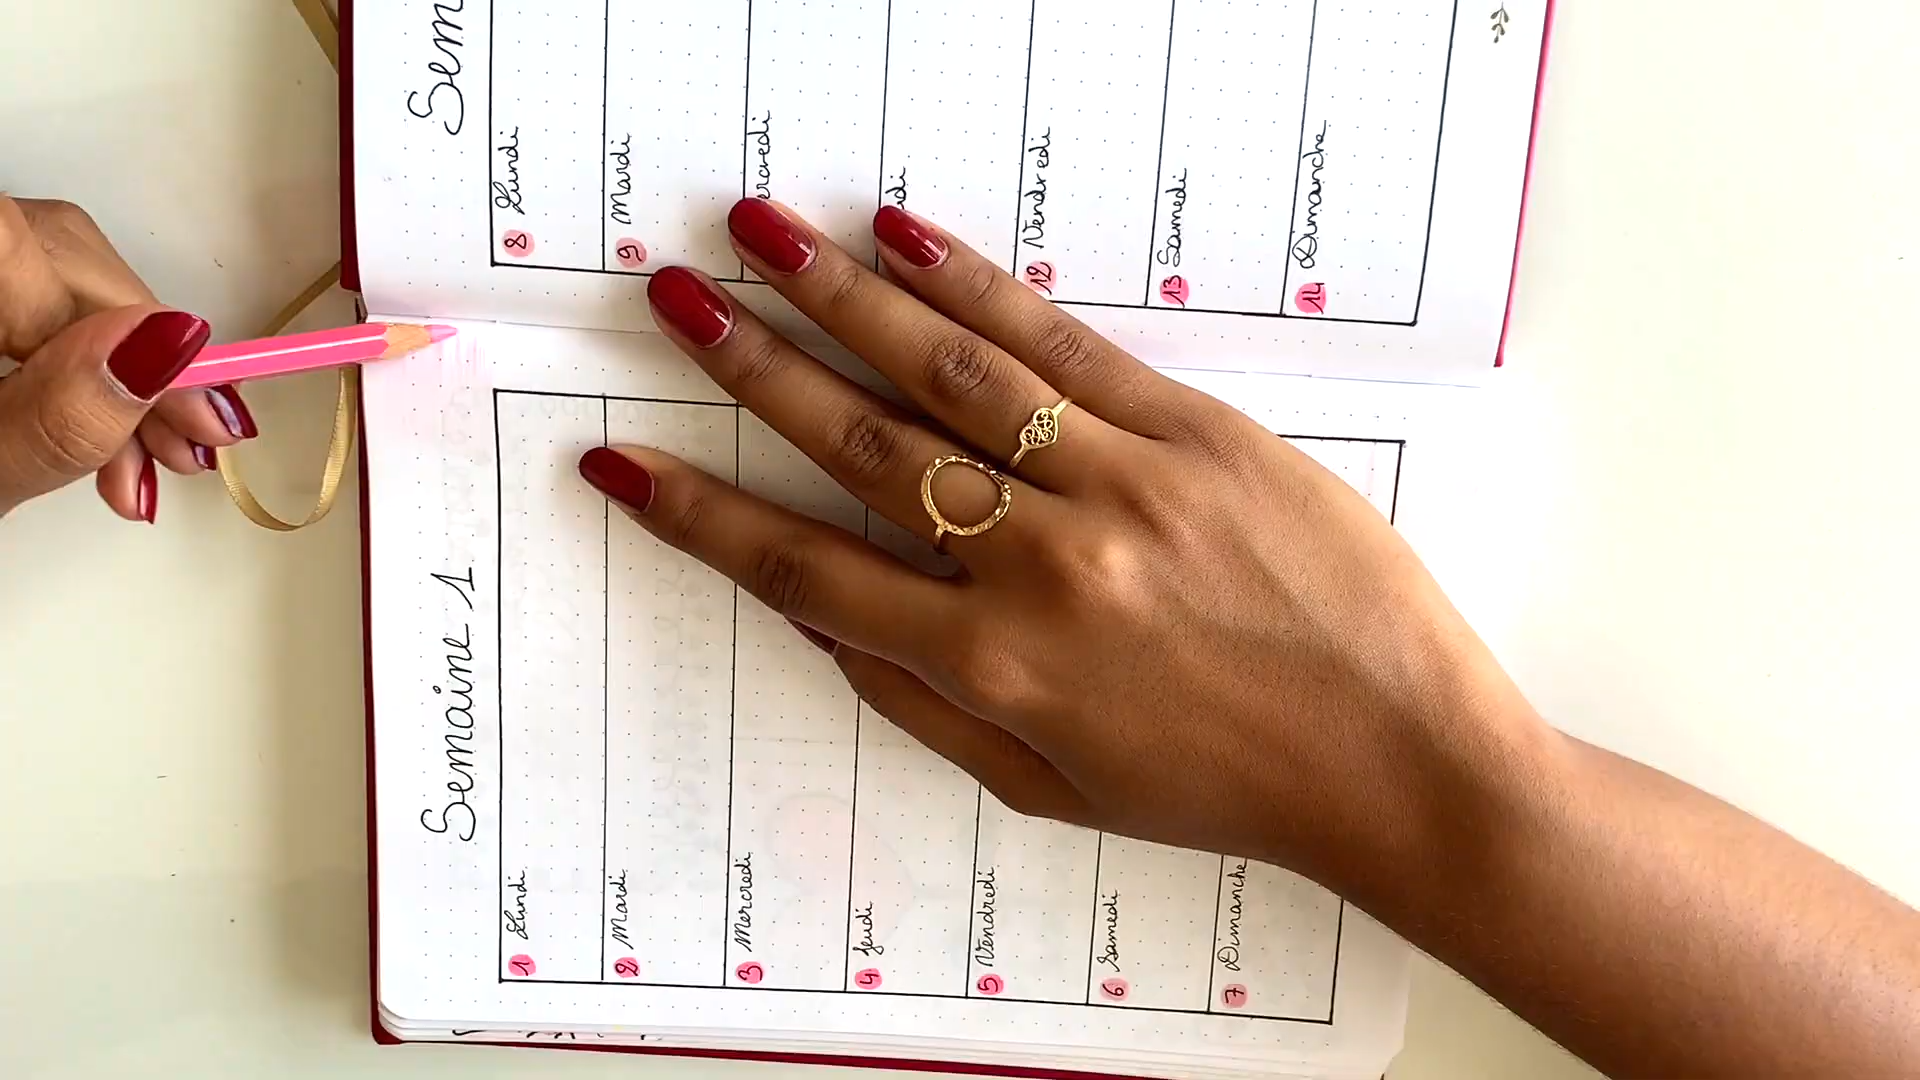 Semaine 1
1 Lundi
2 Mardi
3 Mercredi
4 Jeudi
5 Vendredi
6 Samedi
7 Dimanche
Sem
8 Lundi
9 Mardi
ercredi
udi
12 Vendredi
13 Samedi
14 Dimanche